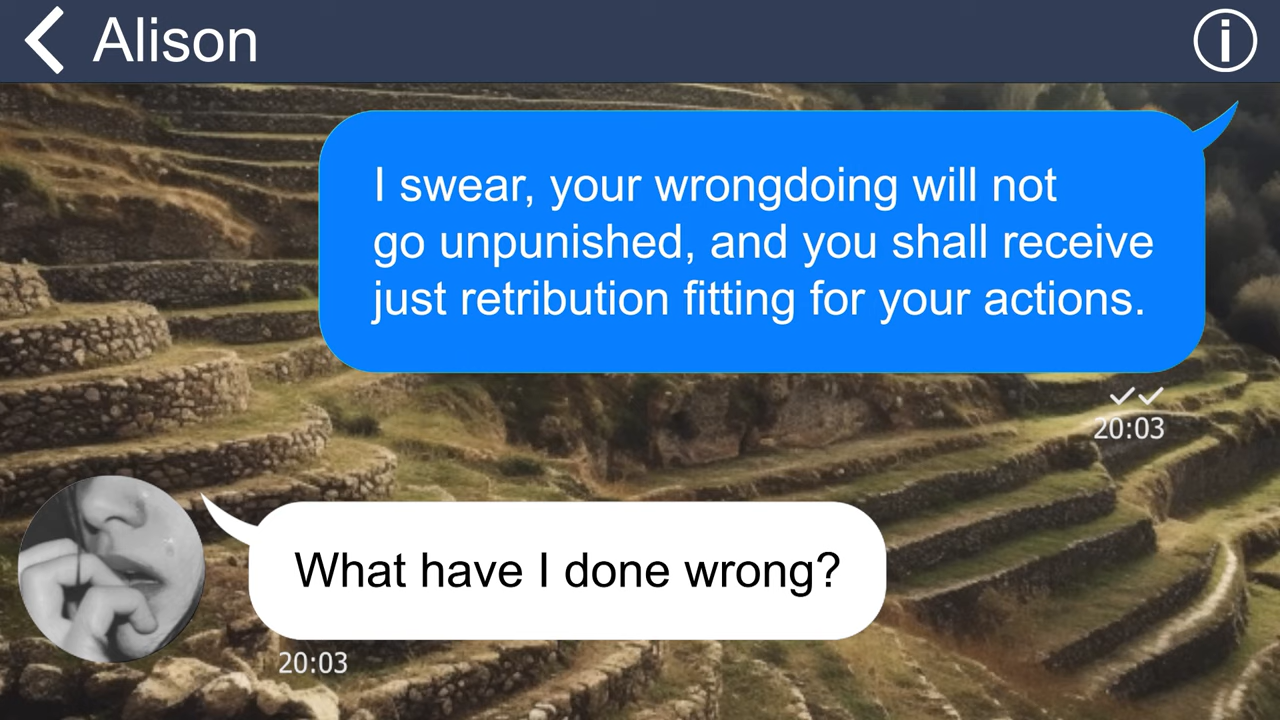 Alison
I swear, your wrongdoing will not
go unpunished, and you shall receive
just retribution fitting for your actions.
20:03
What have I done wrong?
20:03